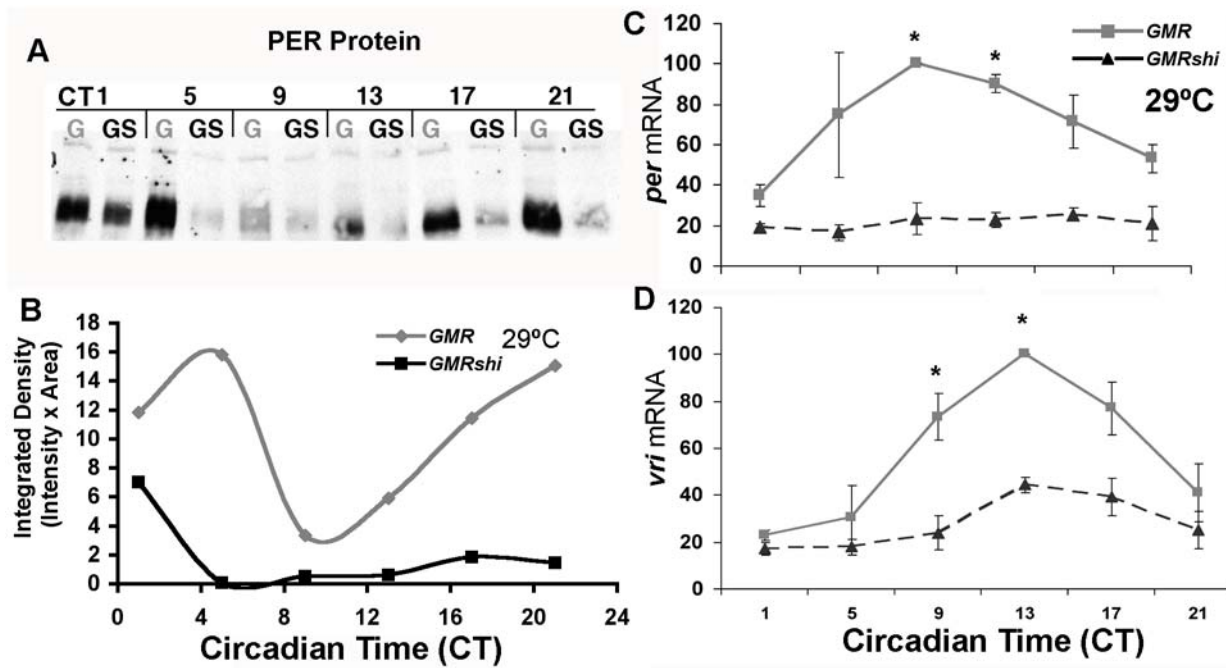 A
PER Protein
CT1 5 9 13 17 21
G GS G GS G GS G GS G GS G GS
B
18
16
14
12
10
8
6
4
2
0
Integrated Density
(Intensity x Area)
GMR
GMRshi
29ºC
0 4 8 12 16 20 24
Circadian Time (CT)
C
120
100
80
60
40
20
0
per mRNA
* *
GMR
GMRshi
29ºC
D
120
100
80
60
40
20
0
vri mRNA
* *
1 5 9 13 17 21
Circadian Time (CT)